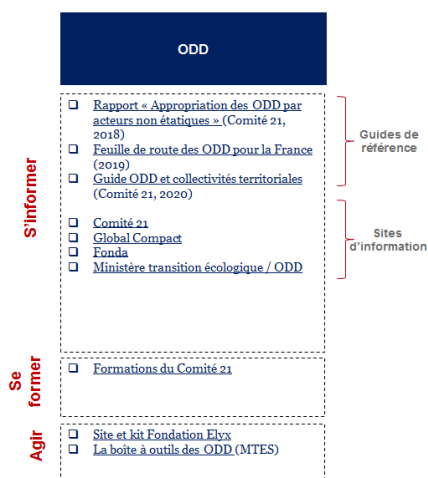 ODD
S'informer
❑ Rapport « Appropriation des ODD par
acteurs non étatiques » (Comité 21,
2018)
❑ Feuille de route des ODD pour la France
(2019)
❑ Guide ODD et collectivités territoriales
(Comité 21, 2020)
Guides de
référence
❑ Comité 21
❑ Global Compact
❑ Fonda
❑ Ministère transition écologique / ODD
Sites
d'information
Se
former
❑ Formations du Comité 21
Agir
❑ Site et kit Fondation Elyx
❑ La boîte à outils des ODD (MTES)